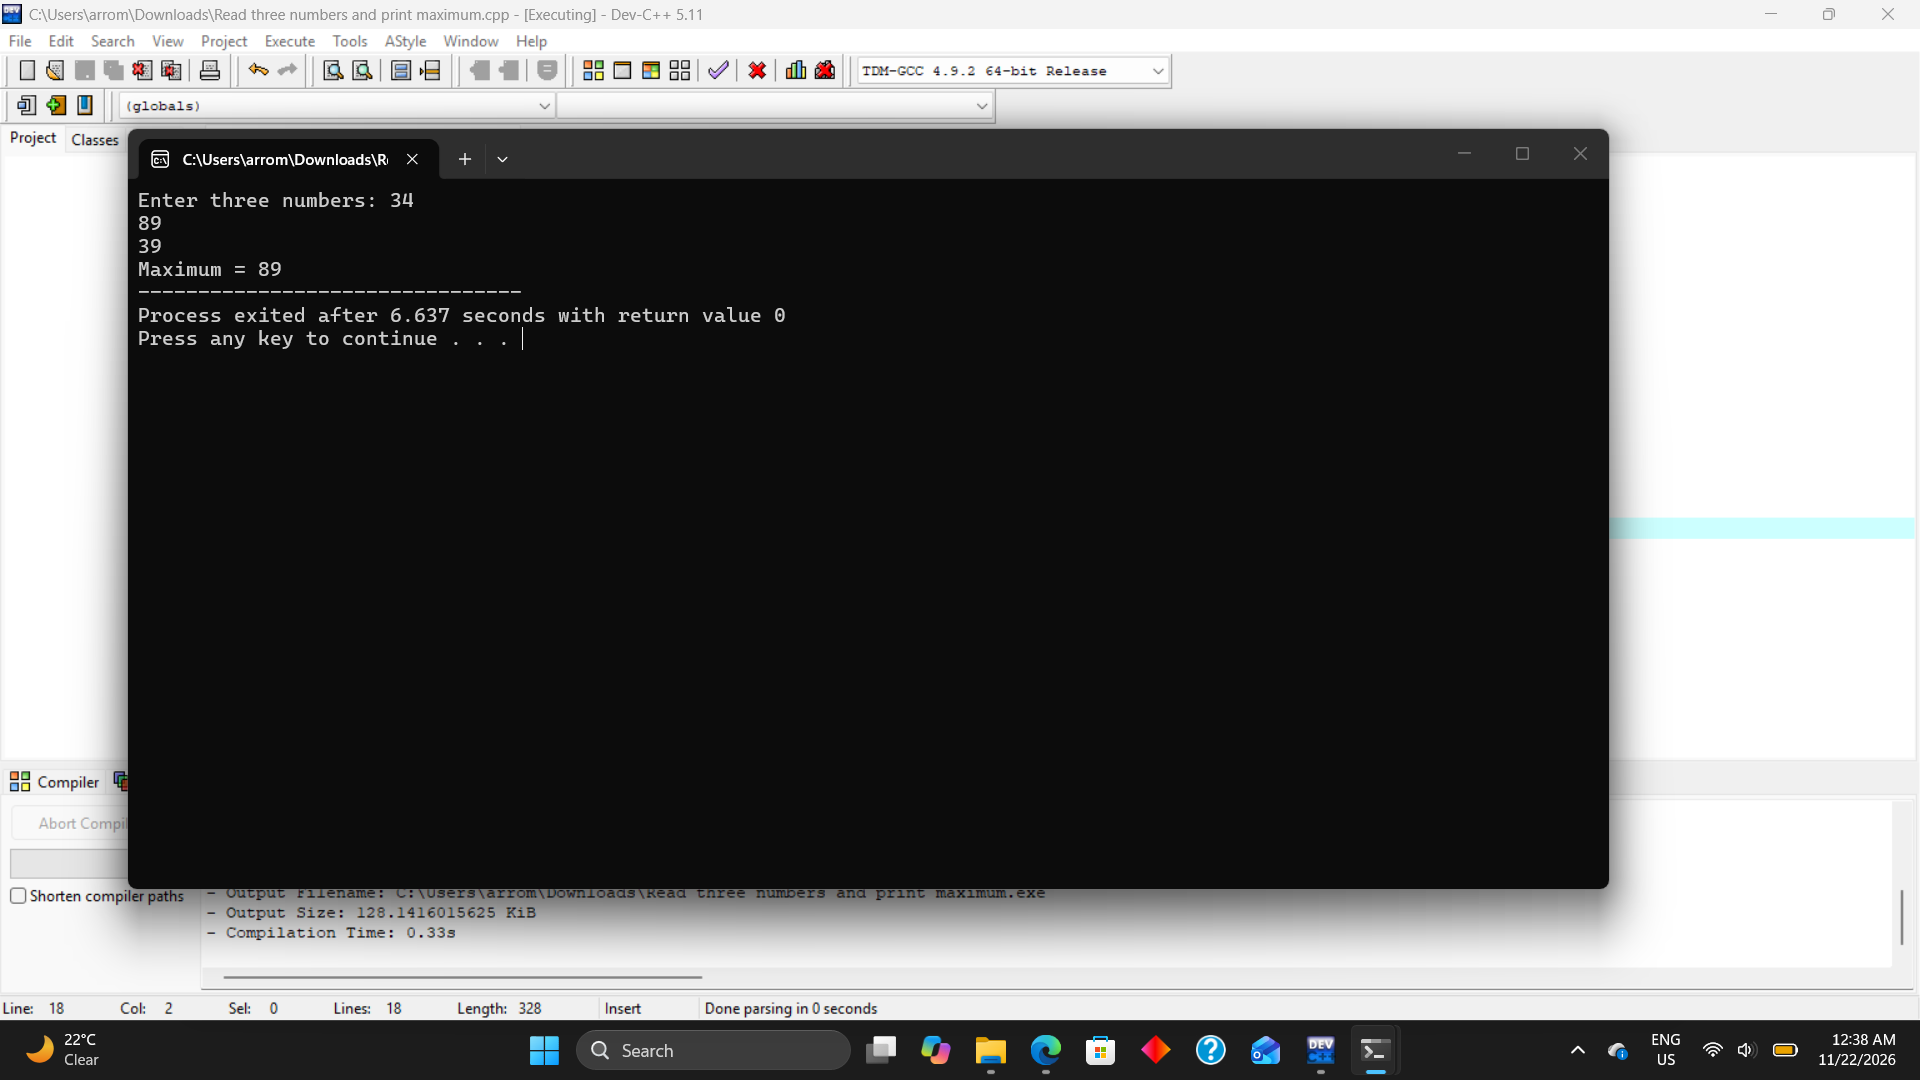 C:\Users\arrom\Downloads\Read three numbers and print maximum.cpp - [Executing] - Dev-C++ 5.11
File Edit Search View Project Execute Tools AStyle Window Help
TDM-GCC 4.9.2 64-bit Release
(globals)
Project Classes
C:\Users\arrom\Downloads\R
Enter three numbers: 34
89
39
Maximum = 89
--------------------------------
Process exited after 6.637 seconds with return value 0
Press any key to continue . . .
Compiler
Abort Compil
Shorten compiler paths
- Output Filename: C:\Users\arrom\Downloads\Read three numbers and print maximum.exe
- Output Size: 128.1416015625 KiB
- Compilation Time: 0.33s
Line: 18 Col: 2 Sel: 0 Lines: 18 Length: 328 Insert Done parsing in 0 seconds
22°C
Clear
Search
DEV
ENG
US
12:38 AM
11/22/2026